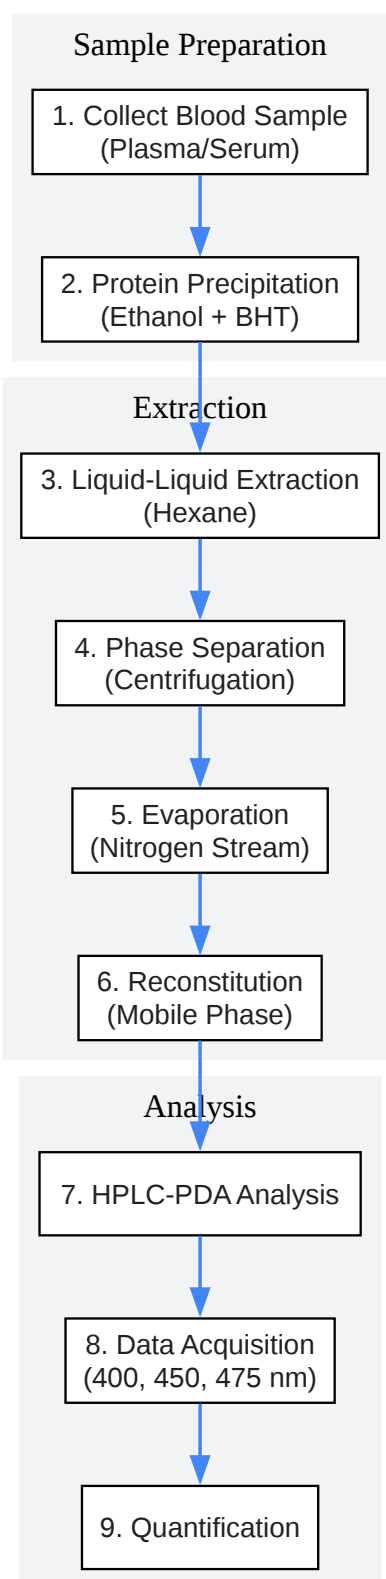 Sample Preparation
1. Collect Blood Sample
(Plasma/Serum)
2. Protein Precipitation
(Ethanol + BHT)
Extraction
3. Liquid-Liquid Extraction
(Hexane)
4. Phase Separation
(Centrifugation)
5. Evaporation
(Nitrogen Stream)
6. Reconstitution
(Mobile Phase)
Analysis
7. HPLC-PDA Analysis
8. Data Acquisition
(400, 450, 475 nm)
9. Quantification